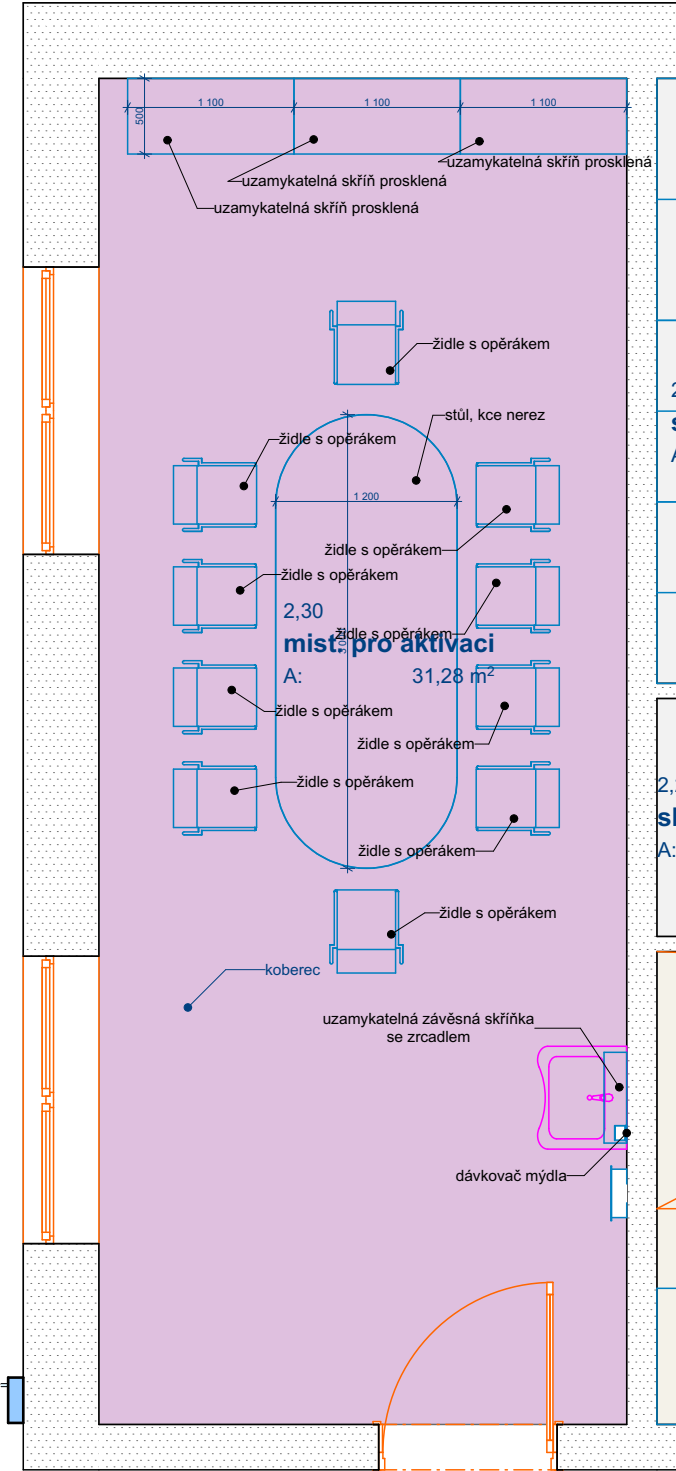 1 100
1 100
1 100
500
uzamykatelná skříň prosklená
uzamykatelná skříň prosklená
uzamykatelná skříň prosklená
židle s opěrákem
stůl, kce nerez
židle s opěrákem
1 200
židle s opěrákem
židle s opěrákem
2,30
židle s opěrákem
míst. pro aktivaci
A: 31,28 m²
židle s opěrákem
židle s opěrákem
židle s opěrákem
židle s opěrákem
židle s opěrákem
koberec
uzamykatelná závěsná skříňka
se zrcadlem
dávkovač mýdla
A: